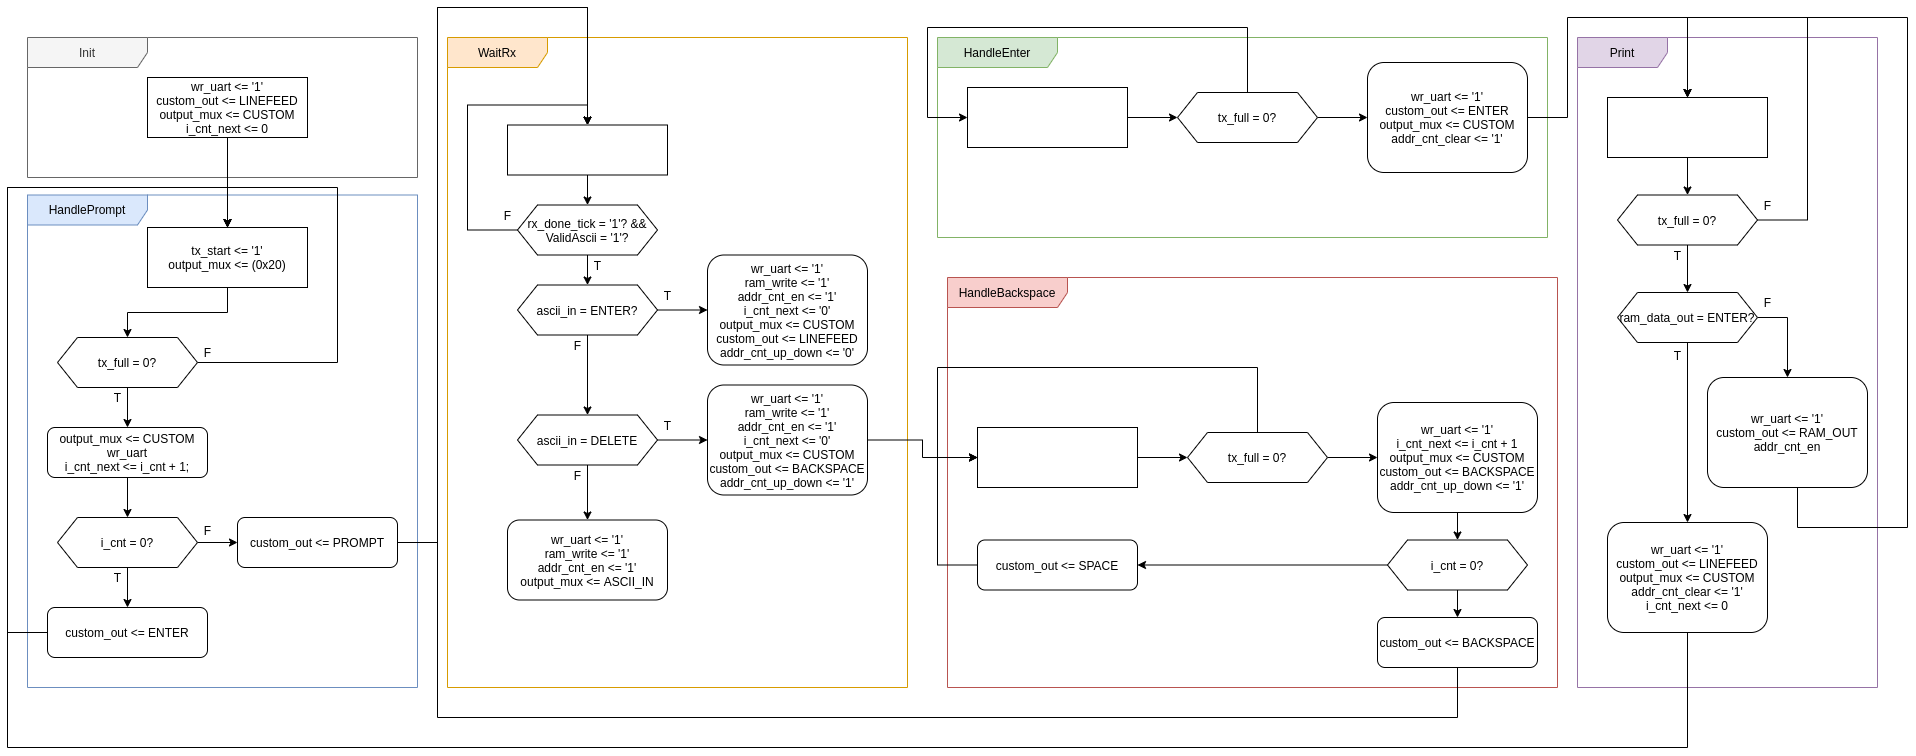 Init
wr_uart <= '1'
custom_out <= LINEFEED
output_mux <= CUSTOM
i_cnt_next <= 0
HandlePrompt
tx_start <= '1'
output_mux <= (0x20)
tx_full = 0?
F
T
output_mux <= CUSTOM
wr_uart
i_cnt_next <= i_cnt + 1;
i_cnt = 0?
F
custom_out <= PROMPT
T
custom_out <= ENTER
WaitRx
rx_done_tick = '1'? &&
ValidAscii = '1'?
F
T
ascii_in = ENTER?
T
wr_uart <= '1'
ram_write <= '1'
addr_cnt_en <= '1'
i_cnt_next <= '0'
output_mux <= CUSTOM
custom_out <= LINEFEED
addr_cnt_up_down <= '0'
F
ascii_in = DELETE
T
wr_uart <= '1'
ram_write <= '1'
addr_cnt_en <= '1'
i_cnt_next <= '0'
output_mux <= CUSTOM
custom_out <= BACKSPACE
addr_cnt_up_down <= '1'
F
wr_uart <= '1'
ram_write <= '1'
addr_cnt_en <= '1'
output_mux <= ASCII_IN
HandleEnter
tx_full = 0?
wr_uart <= '1'
custom_out <= ENTER
output_mux <= CUSTOM
addr_cnt_clear <= '1'
HandleBackspace
tx_full = 0?
wr_uart <= '1'
i_cnt_next <= i_cnt + 1
output_mux <= CUSTOM
custom_out <= BACKSPACE
addr_cnt_up_down <= '1'
i_cnt = 0?
custom_out <= SPACE
custom_out <= BACKSPACE
Print
tx_full = 0?
F
T
ram_data_out = ENTER?
F
T
wr_uart <= '1'
custom_out <= RAM_OUT
addr_cnt_en
wr_uart <= '1'
custom_out <= LINEFEED
output_mux <= CUSTOM
addr_cnt_clear <= '1'
i_cnt_next <= 0